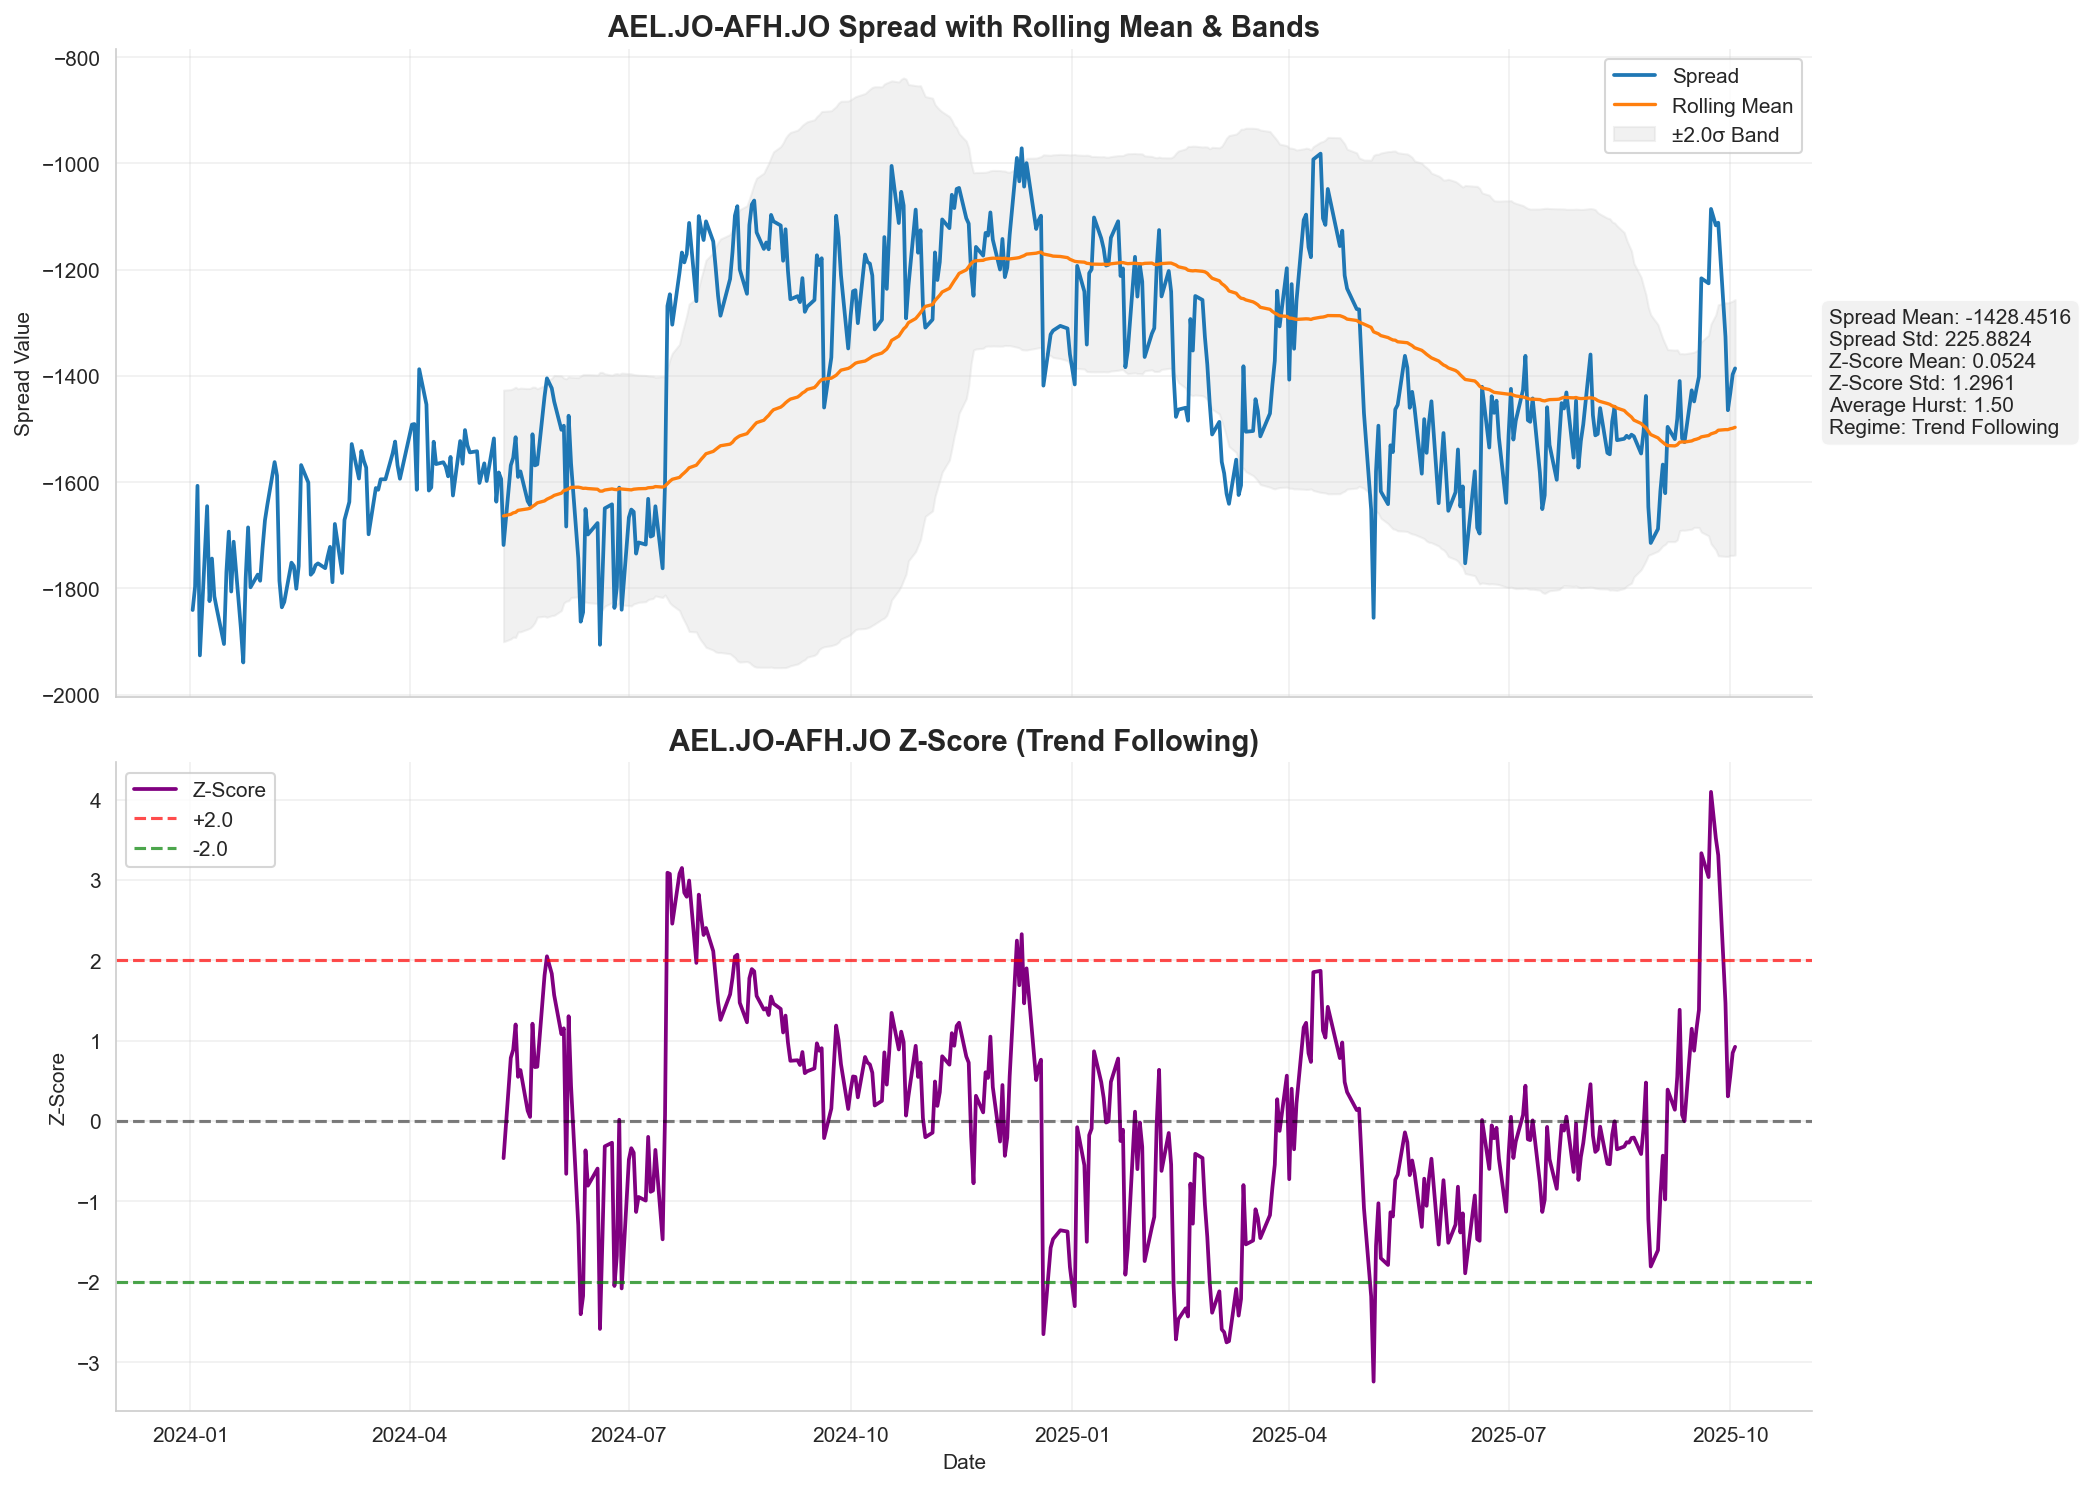 AEL.JO-AFH.JO Spread with Rolling Mean & Bands
Spread Value
−800
−1000
−1200
−1400
−1600
−1800
−2000
Spread
Rolling Mean
±2.0σ Band
Spread Mean: -1428.4516
Spread Std: 225.8824
Z-Score Mean: 0.0524
Z-Score Std: 1.2961
Average Hurst: 1.50
Regime: Trend Following
AEL.JO-AFH.JO Z-Score (Trend Following)
Z-Score
4
3
2
1
0
−1
−2
−3
Z-Score
+2.0
-2.0
2024-01
2024-04
2024-07
2024-10
2025-01
2025-04
2025-07
2025-10
Date